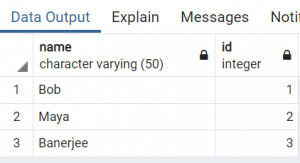 Data Output Explain Messages
name id
character varying (50) integer
1 Bob 1
2 Maya 2
3 Banerjee 3